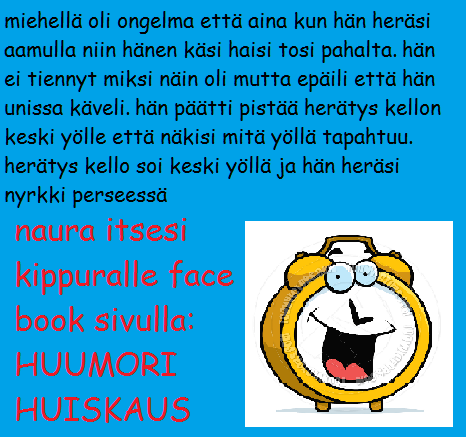 miehellä oli ongelma että aina kun hän heräsi
aamulla niin hänen käsi haisi tosi pahalta. hän
ei tiennyt miksi näin oli mutta epäili että hän
unissa käveli. hän päätti pistää herätys kellon
keski yölle että näkisi mitä yöllä tapahtuu.
herätys kello soi keski yöllä ja hän heräsi
nyrkki perseessä
naura itsesi
kippuralle face
book sivulla:
HUUMORI
HUISKAUS